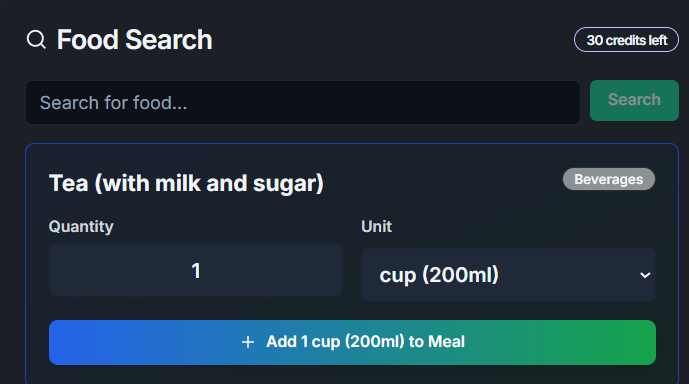 Food Search
30 credits left
Search for food...
Search
Tea (with milk and sugar)
Beverages
Quantity
Unit
1
cup (200ml)
+ Add 1 cup (200ml) to Meal